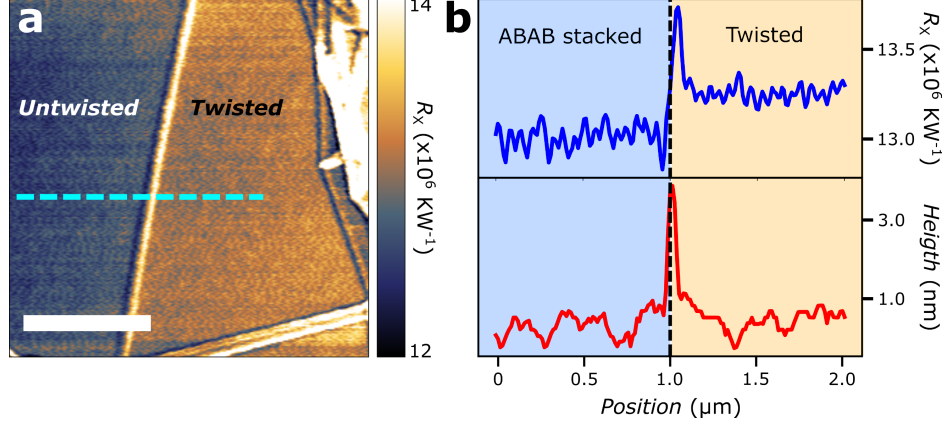 a
Untwisted
Twisted
14
Rₓ (x10⁶ KW⁻¹)
12
b
ABAB stacked
Twisted
13.5
13.0
Rₓ (x10⁶ KW⁻¹)
3.0
1.0
Heigth (nm)
0 0.5 1.0 1.5 2.0
Position (μm)